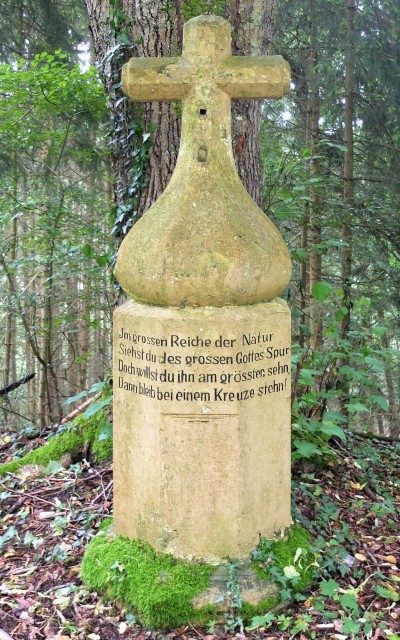 Jm grossen Reiche der Natur
Siehst du des grossen Gottes Spur
Doch willst du ihn am grössten sehn,
Dann bleib bei einem Kreuze stehn!